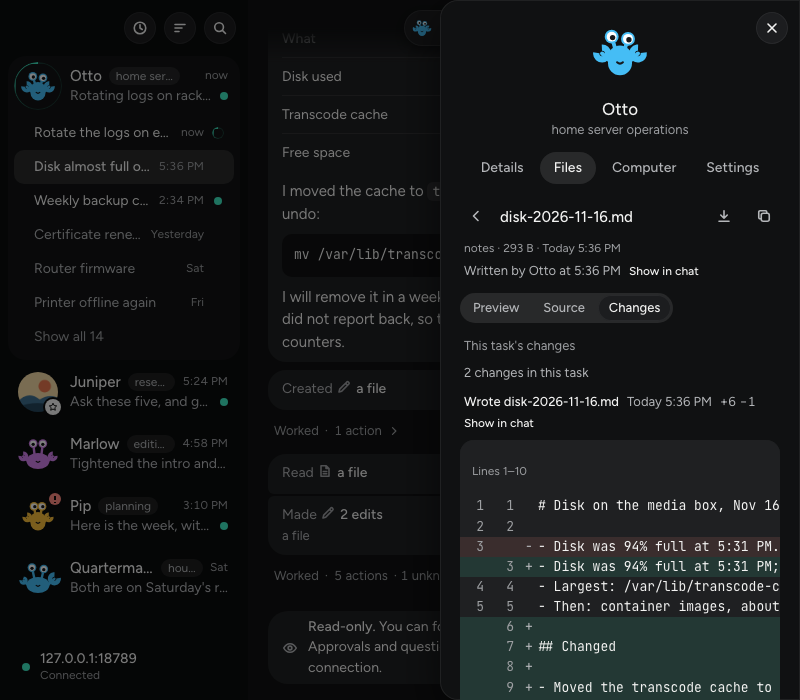 Otto home ser... now
Rotating logs on rack...
Rotate the logs on e... now
Disk almost full o... 5:36 PM
Weekly backup c... 2:34 PM
Certificate rene... Yesterday
Router firmware Sat
Printer offline again Fri
Show all 14
Juniper rese... 5:24 PM
Ask these five, and g...
Marlow editi... 4:58 PM
Tightened the intro and...
Pip planning 3:10 PM
Here is the week, wit...
Quarterma... hou... Sat
Both are on Saturday's r...
127.0.0.1:18789
Connected
What
Disk used
Transcode cache
Free space
I moved the cache to
undo:
mv /var/lib/transco
I will remove it in a week
did not report back, so t
counters.
Created a file
Worked · 1 action
Read a file
Made 2 edits
a file
Worked · 5 actions · 1 unkn
Read-only. You can fo
Approvals and questi
connection.
Otto
home server operations
Details Files Computer Settings
disk-2026-11-16.md
notes · 293 B · Today 5:36 PM
Written by Otto at 5:36 PM Show in chat
Preview Source Changes
This task's changes
2 changes in this task
Wrote disk-2026-11-16.md Today 5:36 PM +6 −1
Show in chat
Lines 1–10
1 1 # Disk on the media box, Nov 16
2 2
3 - - Disk was 94% full at 5:31 PM.
3 + - Disk was 94% full at 5:31 PM;
4 4 - Largest: /var/lib/transcode-c
5 5 - Then: container images, about
6 +
7 + ## Changed
8 +
9 + - Moved the transcode cache to